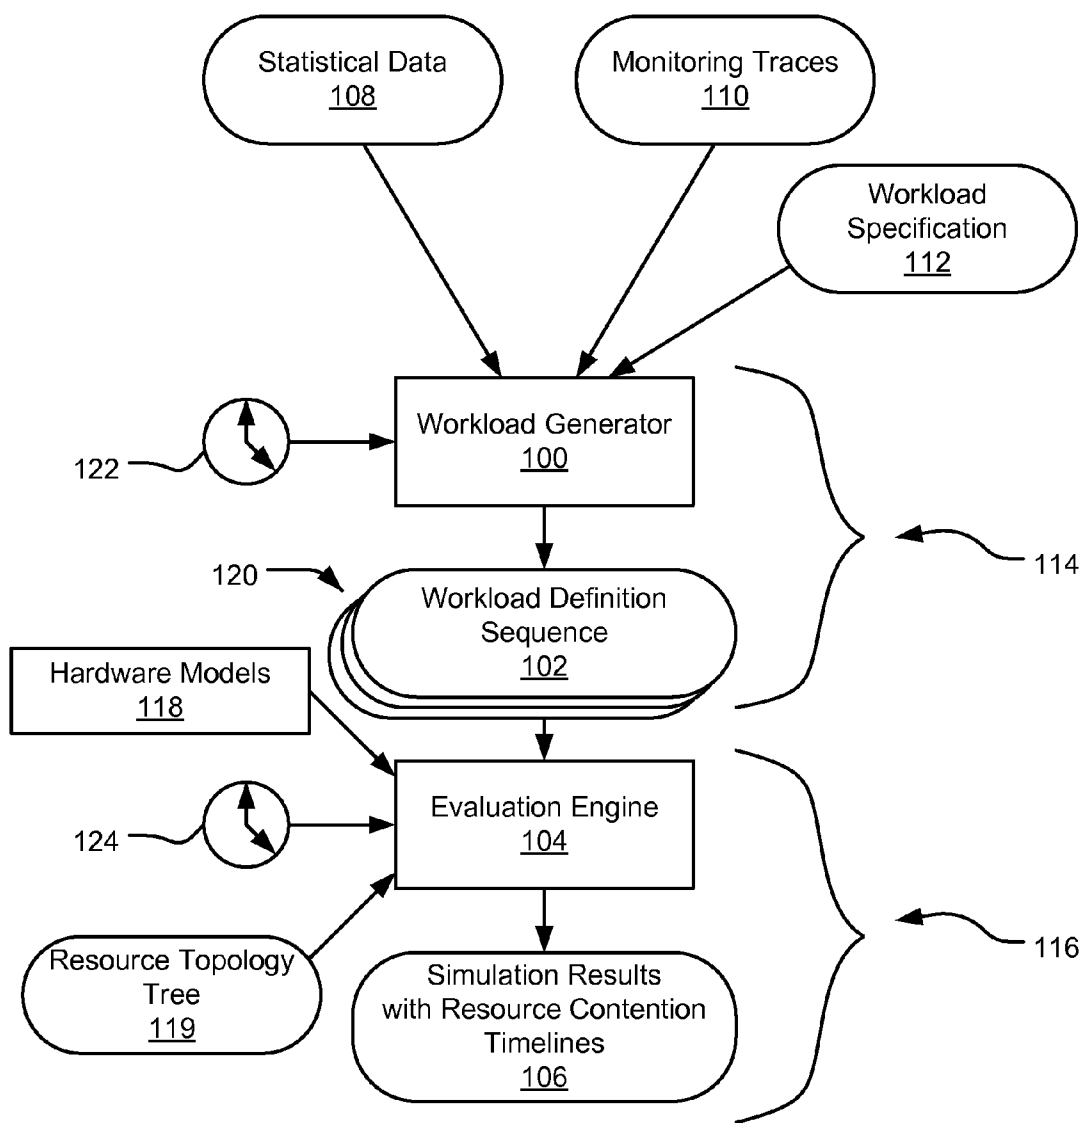 Statistical Data
108
Monitoring Traces
110
Workload
Specification
112
Workload Generator
100
122
114
120
Workload Definition
Sequence
102
Hardware Models
118
Evaluation Engine
104
124
116
Resource Topology
Tree
119
Simulation Results
with Resource Contention
Timelines
106